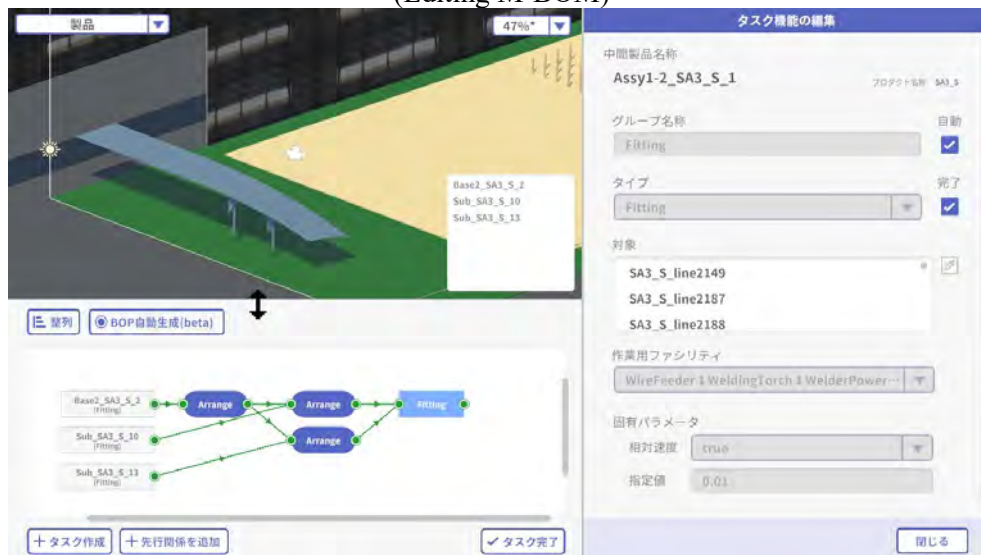 (Editing M-BOM)
製品
47%*
Base2_SA3_S_2
Sub_SA3_S_10
Sub_SA3_S_13
整列
BOP自動生成(beta)
Base2_SA3_S_2
(Fitting)
Sub_SA3_S_10
(Fitting)
Sub_SA3_S_13
(Fitting)
Arrange
Arrange
Arrange
Fitting
+ タスク作成
+ 先行関係を追加
タスク完了
タスク機能の編集
中間製品名称
Assy1-2_SA3_S_1
プロダクト名称 SA3_S
グループ名称
自動
Fitting
タイプ
完了
Fitting
対象
SA3_S_line2149
SA3_S_line2187
SA3_S_line2188
作業用ファシリティ
WireFeeder 1 WeldingTorch 1 WelderPower…
固有パラメータ
相対速度
true
指定値
0.01
閉じる